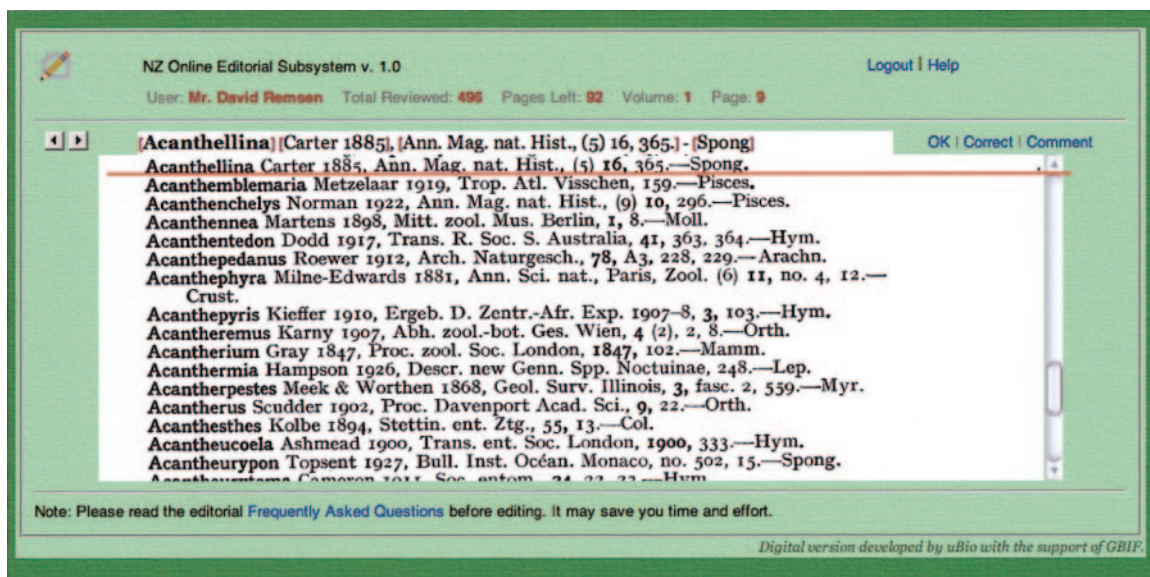 NZ Online Editorial Subsystem v. 1.0
Logout | Help
User: Mr. David Remsen Total Reviewed: 496 Pages Left: 92 Volume: 1 Page: 9
[Acanthellina] [Carter 1885], [Ann. Mag. nat. Hist., (5) 16, 365.] - [Spong]
OK | Correct | Comment
Acanthellina Carter 1885, Ann. Mag. nat. Hist., (5) 16, 365.—Spong.
Acanthemblemaria Metzelaar 1919, Trop. Atl. Visschen, 159.—Pisces.
Acanthenchelys Norman 1922, Ann. Mag. nat. Hist., (9) 10, 296.—Pisces.
Acanthennea Martens 1898, Mitt. zool. Mus. Berlin, 1, 8.—Moll.
Acanthentedon Dodd 1917, Trans. R. Soc. S. Australia, 41, 363, 364.—Hym.
Acanthepedanus Roewer 1912, Arch. Naturgesch., 78, A3, 228, 229.—Arachn.
Acanthephyra Milne-Edwards 1881, Ann. Sci. nat., Paris, Zool. (6) 11, no. 4, 12.—
Crust.
Acanthepyris Kieffer 1910, Ergeb. D. Zentr.-Afr. Exp. 1907–8, 3, 103.—Hym.
Acantheremus Karny 1907, Abh. zool.-bot. Ges. Wien, 4 (2), 2, 8.—Orth.
Acantherium Gray 1847, Proc. zool. Soc. London, 1847, 102.—Mamm.
Acanthermia Hampson 1926, Descr. new Genn. Spp. Noctuinae, 248.—Lep.
Acantherpestes Meek & Worthen 1868, Geol. Surv. Illinois, 3, fasc. 2, 559.—Myr.
Acantherus Scudder 1902, Proc. Davenport Acad. Sci., 9, 22.—Orth.
Acanthesthes Kolbe 1894, Stettin. ent. Ztg., 55, 13.—Col.
Acantheucoela Ashmead 1900, Trans. ent. Soc. London, 1900, 333.—Hym.
Acantheurypon Topsent 1927, Bull. Inst. Océan. Monaco, no. 502, 15.—Spong.
Note: Please read the editorial Frequently Asked Questions before editing. It may save you time and effort.
Digital version developed by uBio with the support of GBIF.